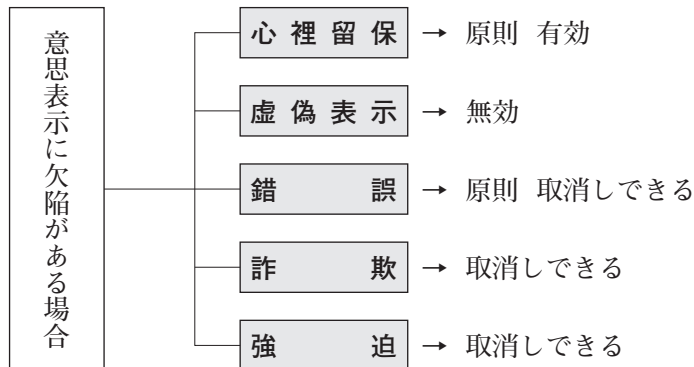 意思表示に欠陥がある場合
心裡留保 → 原則 有効
虚偽表示 → 無効
錯誤 → 原則 取消しできる
詐欺 → 取消しできる
強迫 → 取消しできる